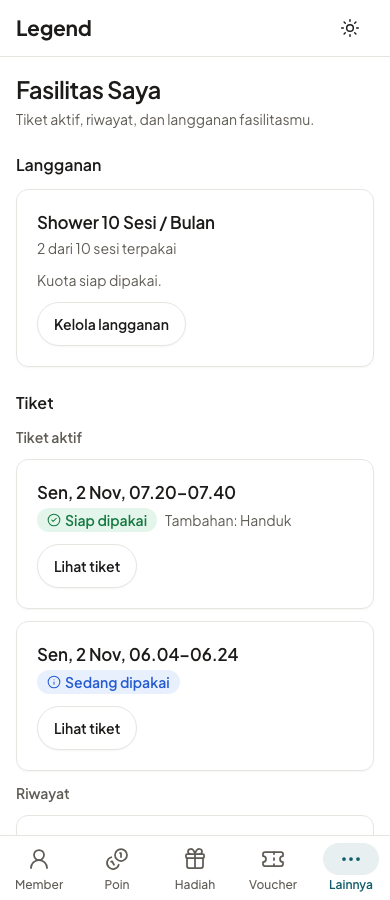 Legend
Fasilitas Saya
Tiket aktif, riwayat, dan langganan fasilitasmu.
Langganan
Shower 10 Sesi / Bulan
2 dari 10 sesi terpakai
Kuota siap dipakai.
Kelola langganan
Tiket
Tiket aktif
Sen, 2 Nov, 07.20–07.40
Siap dipakai Tambahan: Handuk
Lihat tiket
Sen, 2 Nov, 06.04–06.24
Sedang dipakai
Lihat tiket
Riwayat
Member Poin Hadiah Voucher Lainnya